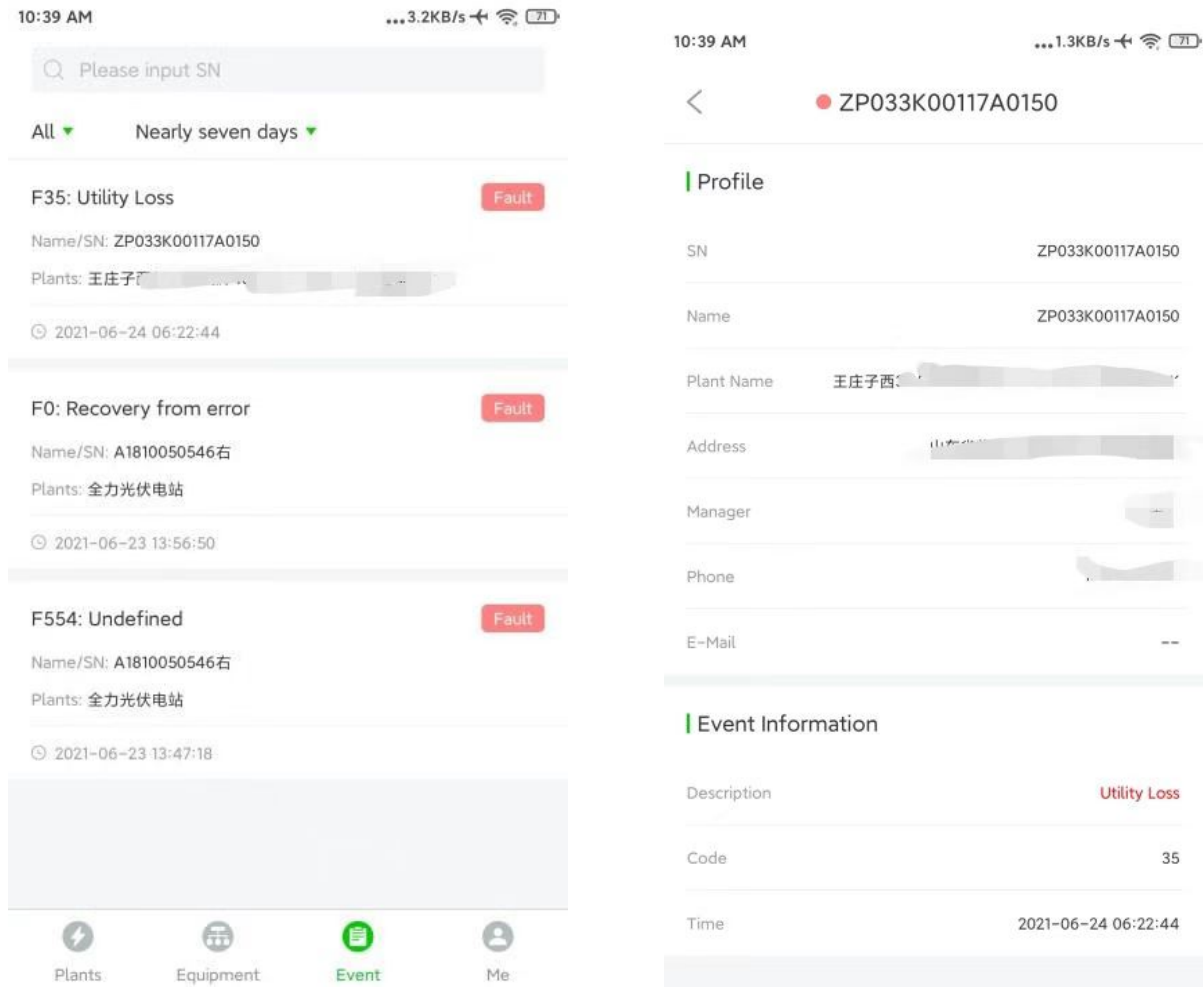 10:39 AM
...3.2KB/s 71
Please input SN
All Nearly seven days
F35: Utility Loss Fault
Name/SN: ZP033K00117A0150
Plants: 王庄子
2021-06-24 06:22:44
F0: Recovery from error Fault
Name/SN: A1810050546右
Plants: 全力光伏电站
2021-06-23 13:56:50
F554: Undefined Fault
Name/SN: A1810050546右
Plants: 全力光伏电站
2021-06-23 13:47:18
Plants Equipment Event Me
10:39 AM
...1.3KB/s 71
ZP033K00117A0150
Profile
SN ZP033K00117A0150
Name ZP033K00117A0150
Plant Name 王庄子西
Address
Manager
Phone
E-Mail --
Event Information
Description Utility Loss
Code 35
Time 2021-06-24 06:22:44